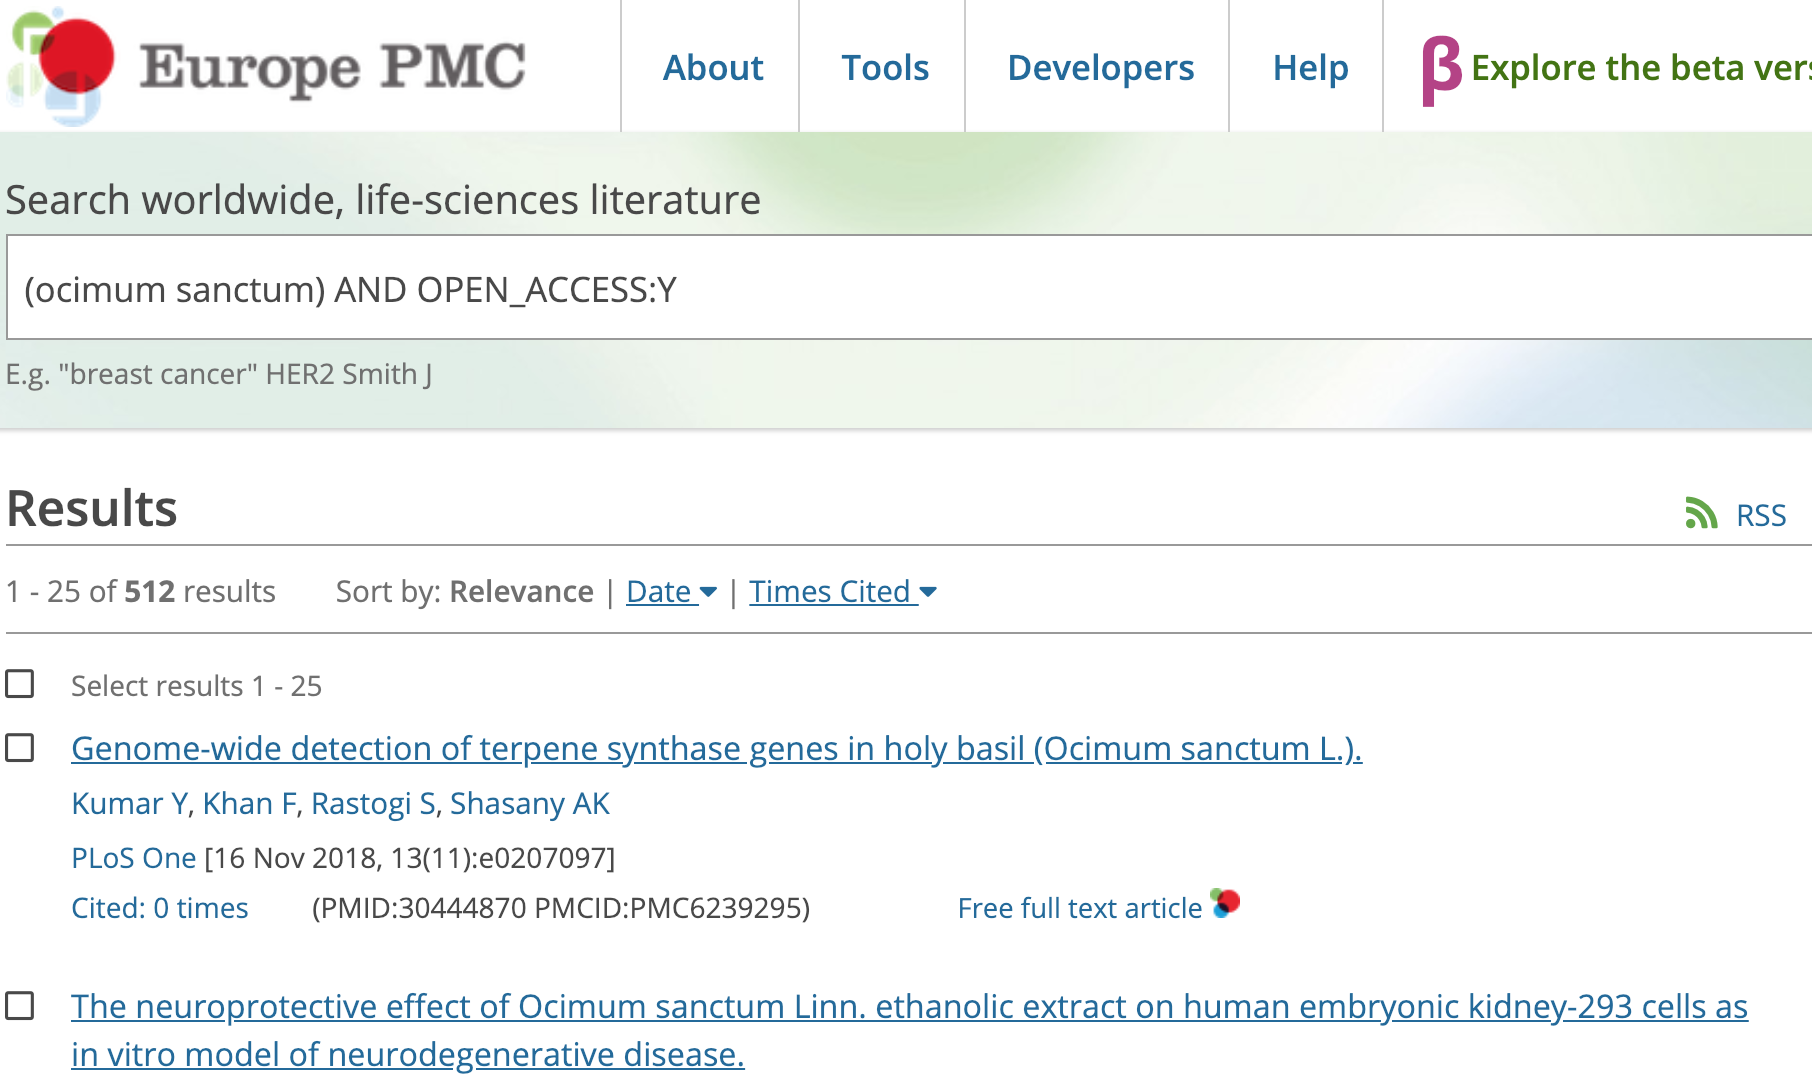 Europe PMC
About
Tools
Developers
Help
β Explore the beta vers
Search worldwide, life-sciences literature
(ocimum sanctum) AND OPEN_ACCESS:Y
E.g. "breast cancer" HER2 Smith J
Results
RSS
1 - 25 of 512 results Sort by: Relevance | Date | Times Cited
Select results 1 - 25
Genome-wide detection of terpene synthase genes in holy basil (Ocimum sanctum L.).
Kumar Y, Khan F, Rastogi S, Shasany AK
PLoS One [16 Nov 2018, 13(11):e0207097]
Cited: 0 times (PMID:30444870 PMCID:PMC6239295) Free full text article
The neuroprotective effect of Ocimum sanctum Linn. ethanolic extract on human embryonic kidney-293 cells as
in vitro model of neurodegenerative disease.